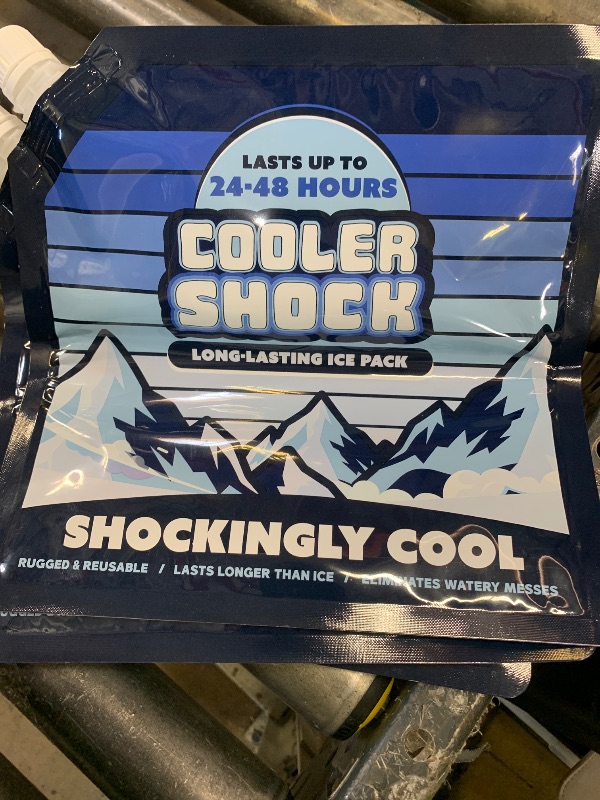 LASTS UP TO
24-48 HOURS
COOLER
SHOCK
LONG-LASTING ICE PACK
SHOCKINGLY COOL
RUGGED & REUSABLE / LASTS LONGER THAN ICE / ELIMINATES WATERY MESSES